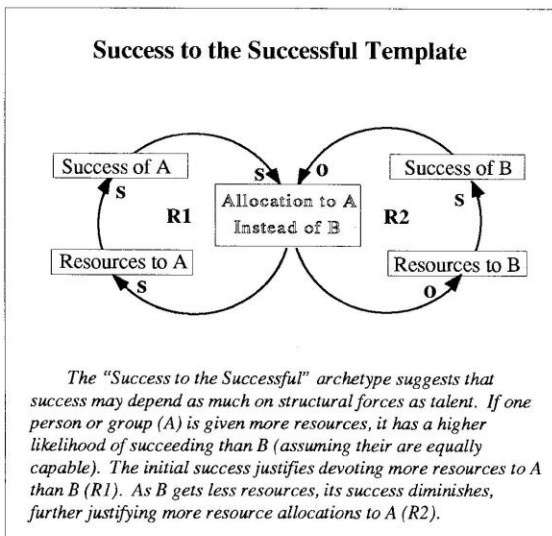 Success to the Successful Template
Success of A
Success of B
s
s
o
s
Allocation to A
Instead of B
R1
R2
Resources to A
Resources to B
s
o
The "Success to the Successful" archetype suggests that
success may depend as much on structural forces as talent. If one
person or group (A) is given more resources, it has a higher
likelihood of succeeding than B (assuming their are equally
capable). The initial success justifies devoting more resources to A
than B (R1). As B gets less resources, its success diminishes,
further justifying more resource allocations to A (R2).